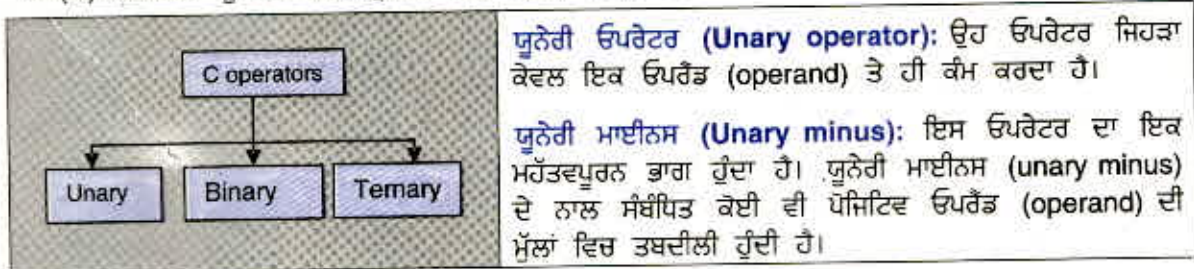 C operators
Unary
Binary
Ternary
ਯੂਨੇਰੀ ਓਪਰੇਟਰ (Unary operator): ਉਹ ਓਪਰੇਟਰ ਜਿਹੜਾ
ਕੇਵਲ ਇਕ ਓਪਰੈਂਡ (operand) ਤੇ ਹੀ ਕੰਮ ਕਰਦਾ ਹੈ।
ਯੂਨੇਰੀ ਮਾਈਨਸ (Unary minus): ਇਸ ਓਪਰੇਟਰ ਦਾ ਇਕ
ਮਹੱਤਵਪੂਰਨ ਭਾਗ ਹੁੰਦਾ ਹੈ। ਯੂਨੇਰੀ ਮਾਈਨਸ (unary minus)
ਦੇ ਨਾਲ ਸੰਬੰਧਿਤ ਕੋਈ ਵੀ ਪੋਜਿਟਿਵ ਓਪਰੈਂਡ (operand) ਦੀ
ਮੁੱਲਾਂ ਵਿਚ ਤਬਦੀਲੀ ਹੁੰਦੀ ਹੈ।